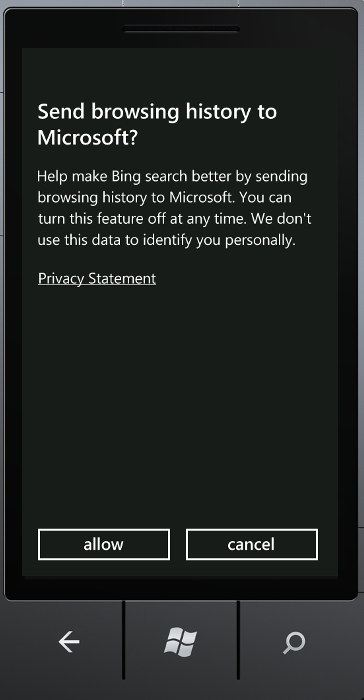 Send browsing history to
Microsoft?
Help make Bing search better by sending
browsing history to Microsoft. You can
turn this feature off at any time. We don't
use this data to identify you personally.
Privacy Statement
allow
cancel